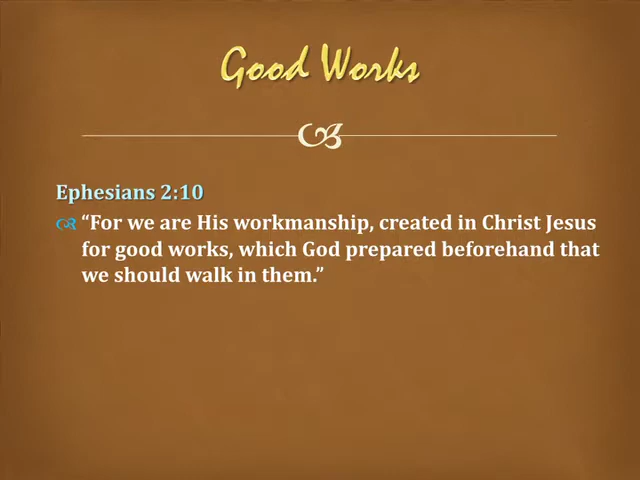 Good Works
Ephesians 2:10
“For we are His workmanship, created in Christ Jesus
for good works, which God prepared beforehand that
we should walk in them.”